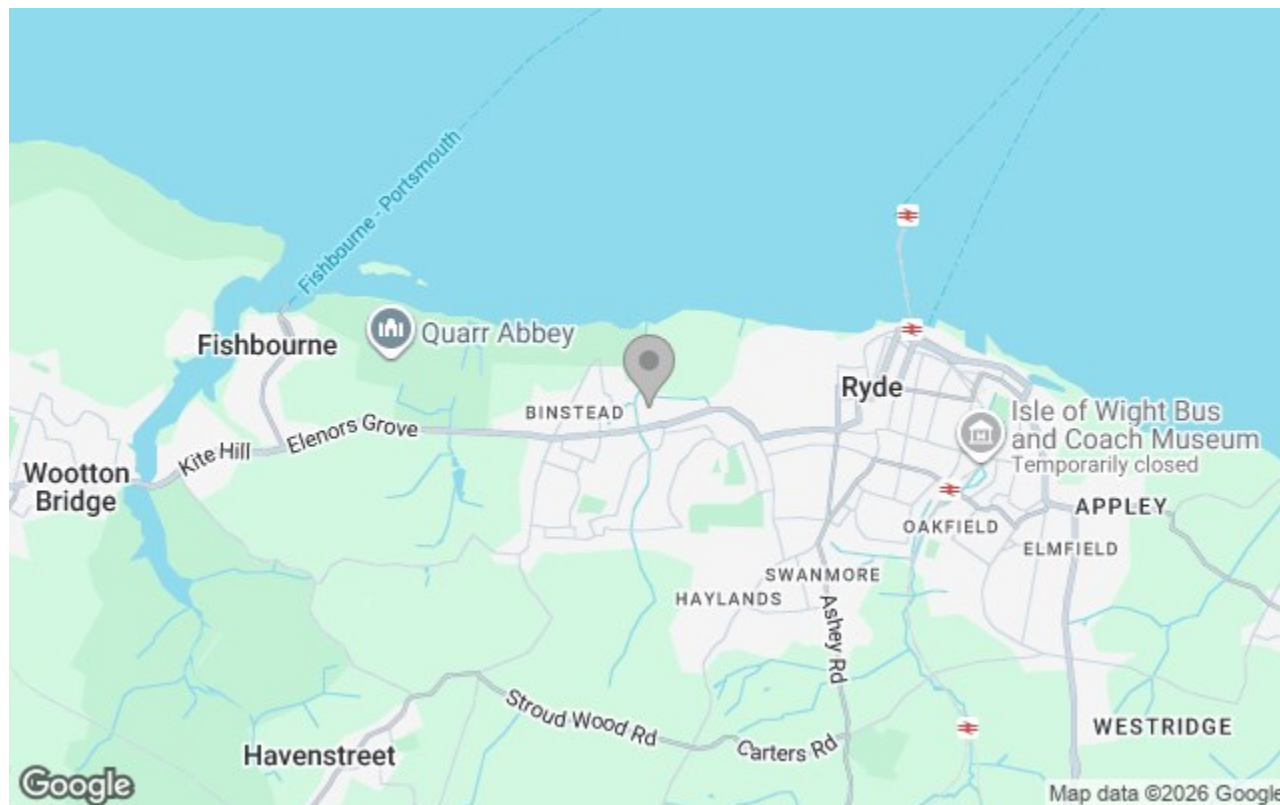 Fishbourne - Portsmouth
Fishbourne
Quarr Abbey
Ryde
BINSTEAD
Isle of Wight Bus
and Coach Museum
Temporarily closed
Elenors Grove
Kite Hill
Wootton
Bridge
APPLEY
OAKFIELD
ELMFIELD
SWANMORE
HAYLANDS
Ashey Rd
Stroud Wood Rd
Carters Rd
WESTRIDGE
Havenstreet
Google
Map data ©2026 Google